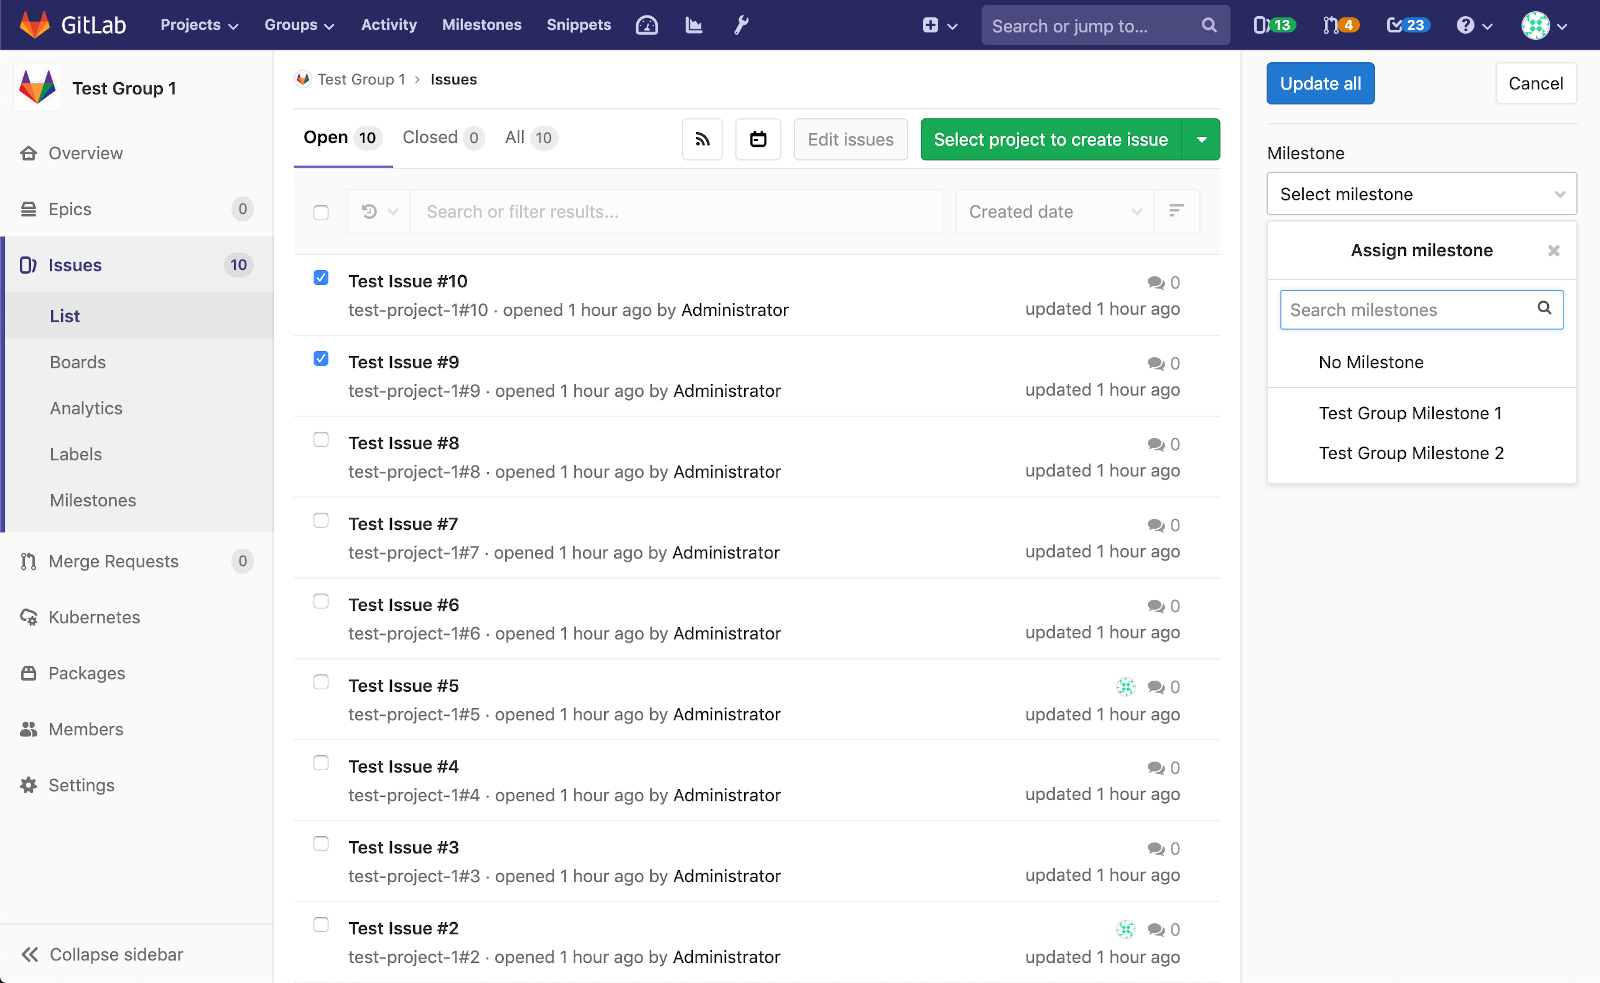 GitLab Projects Groups Activity Milestones Snippets Search or jump to... 13 4 23
Test Group 1
Overview
Epics 0
Issues 10
List
Boards
Analytics
Labels
Milestones
Merge Requests 0
Kubernetes
Packages
Members
Settings
Collapse sidebar
Test Group 1 › Issues
Open 10 Closed 0 All 10 Edit issues Select project to create issue
Search or filter results... Created date
Test Issue #10 0
test-project-1#10 · opened 1 hour ago by Administrator updated 1 hour ago
Test Issue #9 0
test-project-1#9 · opened 1 hour ago by Administrator updated 1 hour ago
Test Issue #8 0
test-project-1#8 · opened 1 hour ago by Administrator updated 1 hour ago
Test Issue #7 0
test-project-1#7 · opened 1 hour ago by Administrator updated 1 hour ago
Test Issue #6 0
test-project-1#6 · opened 1 hour ago by Administrator updated 1 hour ago
Test Issue #5 0
test-project-1#5 · opened 1 hour ago by Administrator updated 1 hour ago
Test Issue #4 0
test-project-1#4 · opened 1 hour ago by Administrator updated 1 hour ago
Test Issue #3 0
test-project-1#3 · opened 1 hour ago by Administrator updated 1 hour ago
Test Issue #2 0
test-project-1#2 · opened 1 hour ago by Administrator updated 1 hour ago
Update all Cancel
Milestone
Select milestone
Assign milestone
Search milestones
No Milestone
Test Group Milestone 1
Test Group Milestone 2